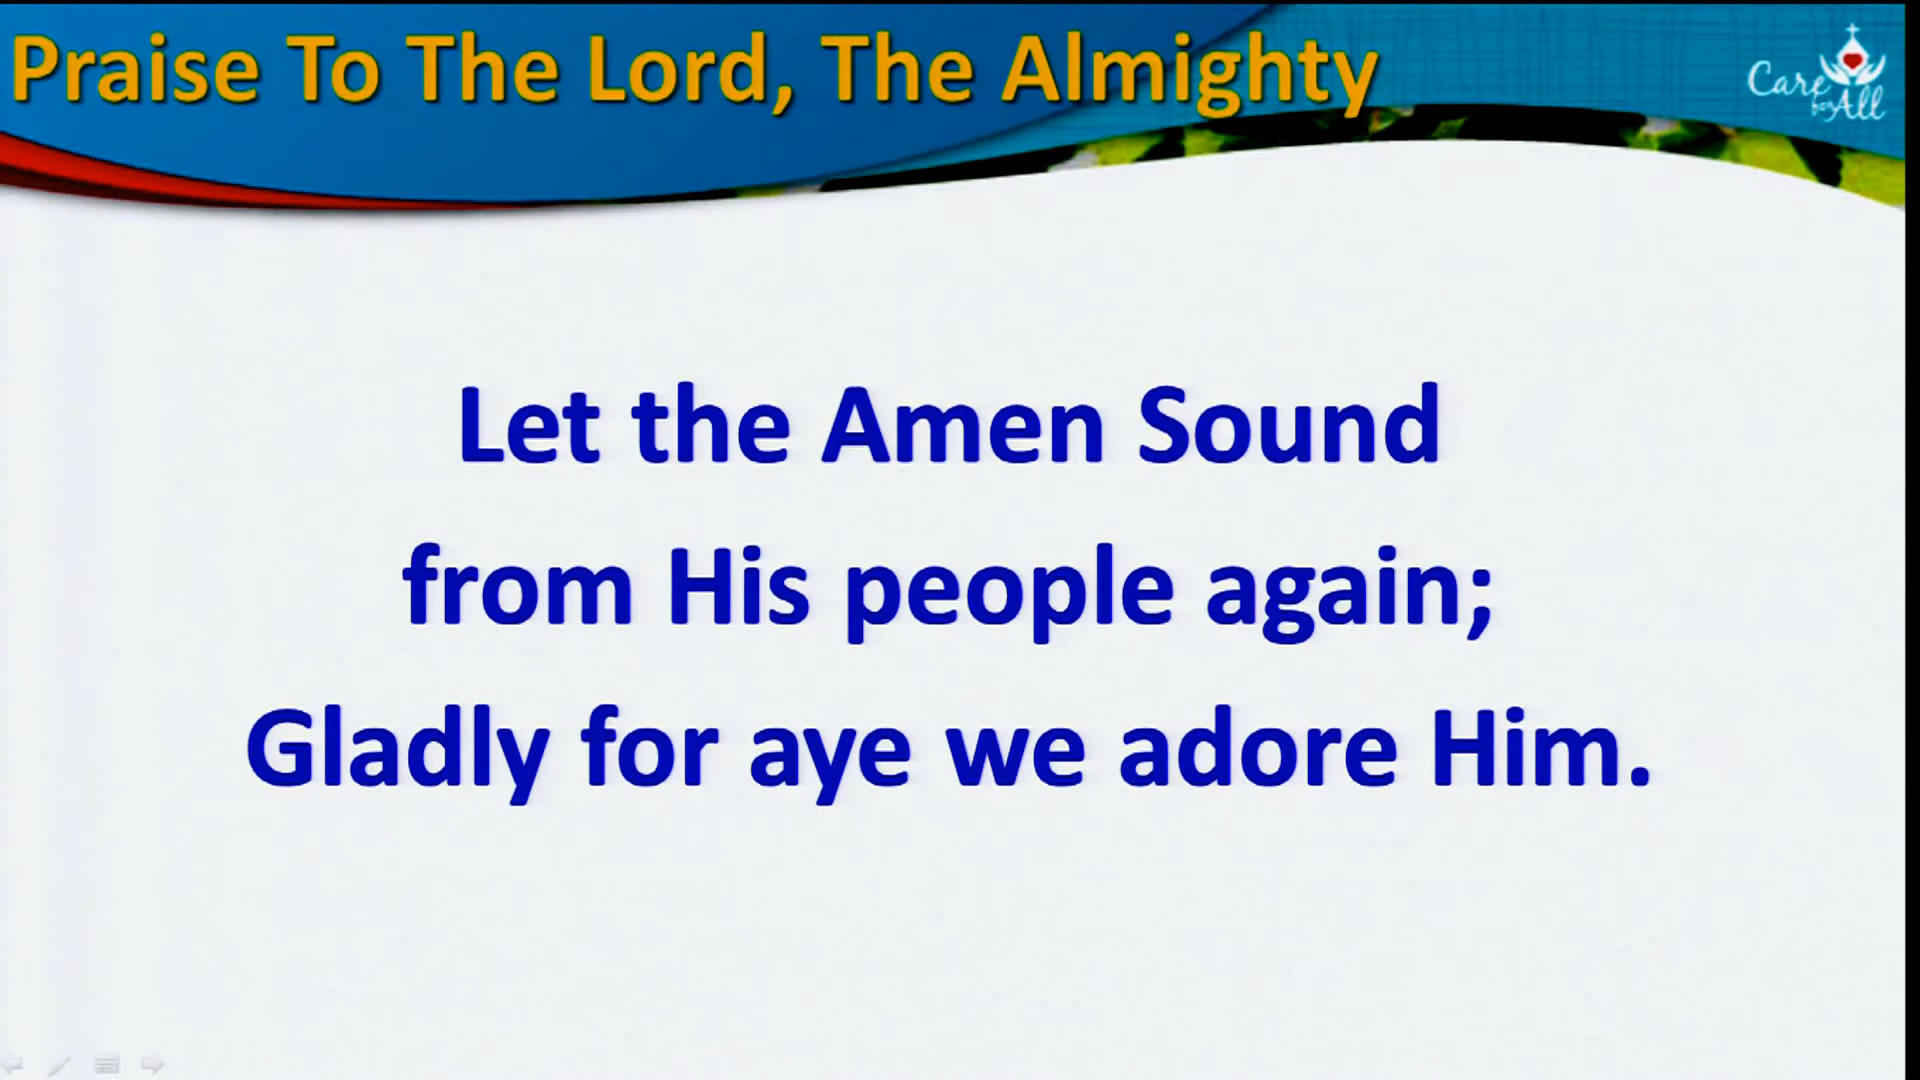 Praise To The Lord, The Almighty
Care
for All
Let the Amen Sound
from His people again;
Gladly for aye we adore Him.